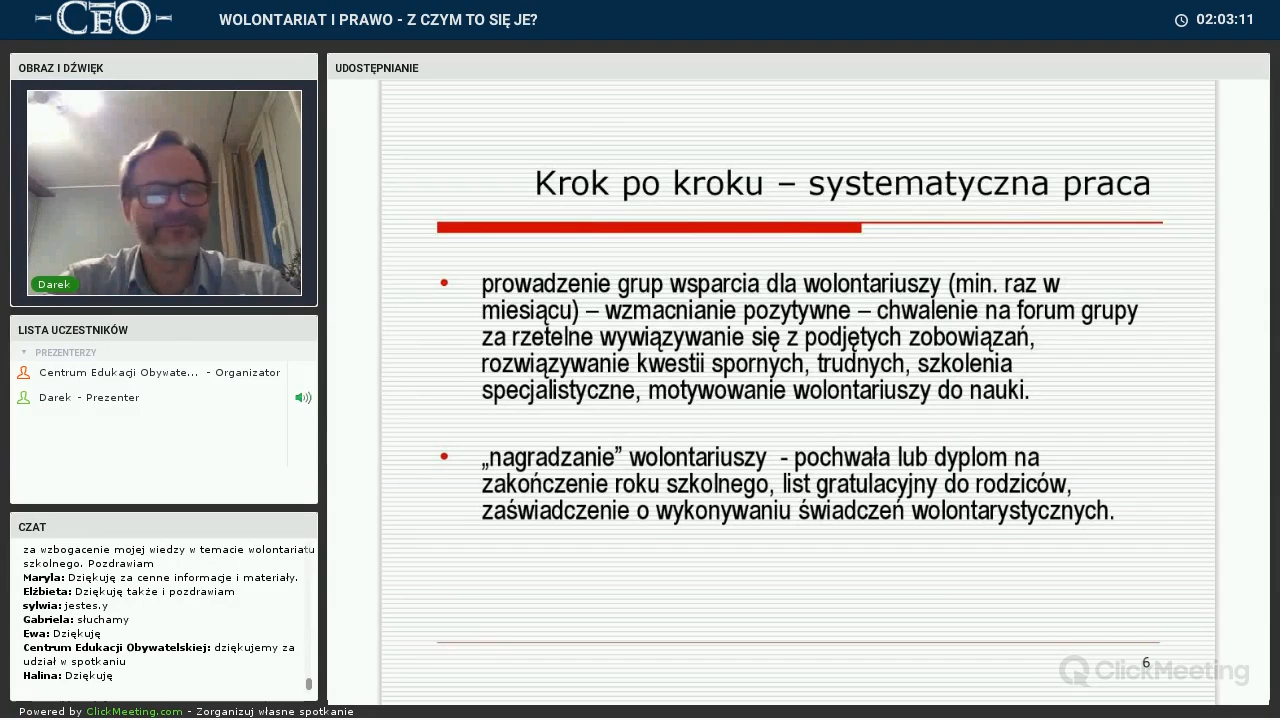 CEO
WOLONTARIAT I PRAWO - Z CZYM TO SIĘ JE?
02:03:11
OBRAZ I DŹWIĘK
Darek
LISTA UCZESTNIKÓW
PREZENTERZY
Centrum Edukacji Obywate... - Organizator
Darek - Prezenter
CZAT
za wzbogacenie mojej wiedzy w temacie wolontariatu
szkolnego. Pozdrawiam
Maryla: Dziękuję za cenne informacje i materiały.
Elżbieta: Dziękuję także i pozdrawiam
sylwia: jestes.y
Gabriela: słuchamy
Ewa: Dziękuję
Centrum Edukacji Obywatelskiej: dziękujemy za
udział w spotkaniu
Halina: Dziękuję
UDOSTĘPNIANIE
Krok po kroku – systematyczna praca
• prowadzenie grup wsparcia dla wolontariuszy (min. raz w
miesiącu) – wzmacnianie pozytywne – chwalenie na forum grupy
za rzetelne wywiązywanie się z podjętych zobowiązań,
rozwiązywanie kwestii spornych, trudnych, szkolenia
specjalistyczne, motywowanie wolontariuszy do nauki.
• „nagradzanie” wolontariuszy - pochwała lub dyplom na
zakończenie roku szkolnego, list gratulacyjny do rodziców,
zaświadczenie o wykonywaniu świadczeń wolontarystycznych.
6
ClickMeeting
Powered by ClickMeeting.com - Zorganizuj własne spotkanie